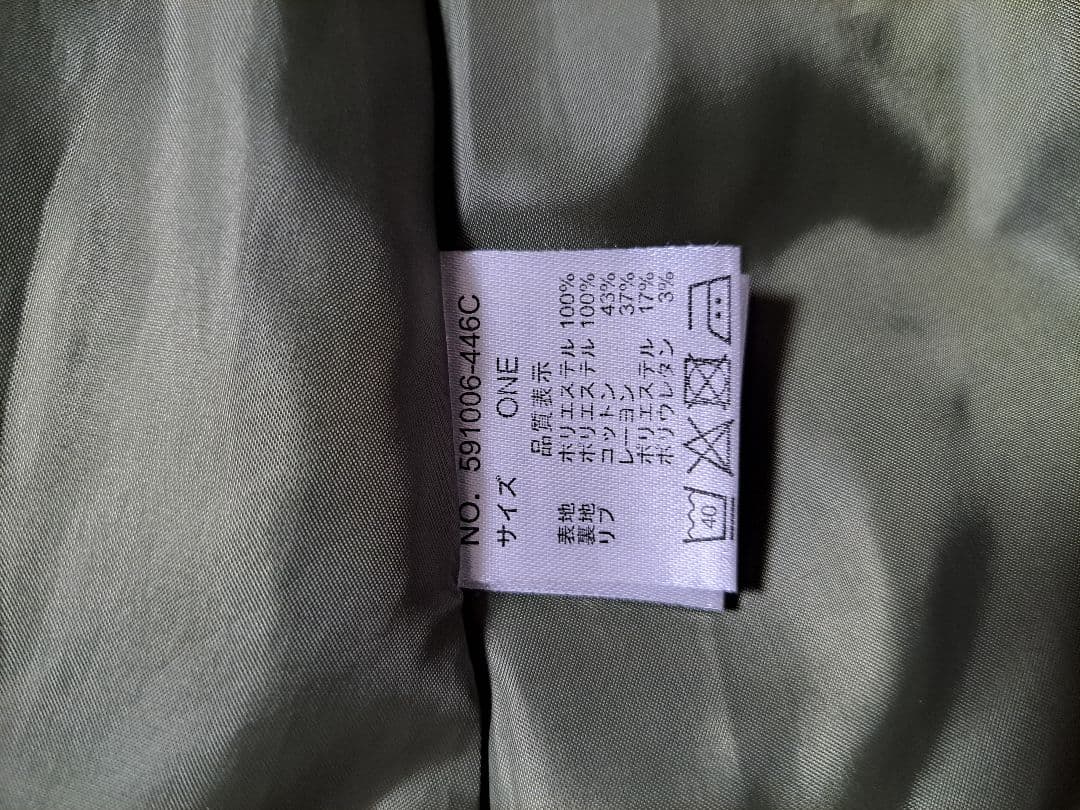 NO. 591006-446C
サイズ ONE
品質表示
表地 ポリエステル 100%
裏地 ポリエステル 100%
リブ コットン 43%
レーヨン 37%
ポリエステル 17%
ポリウレタン 3%
40